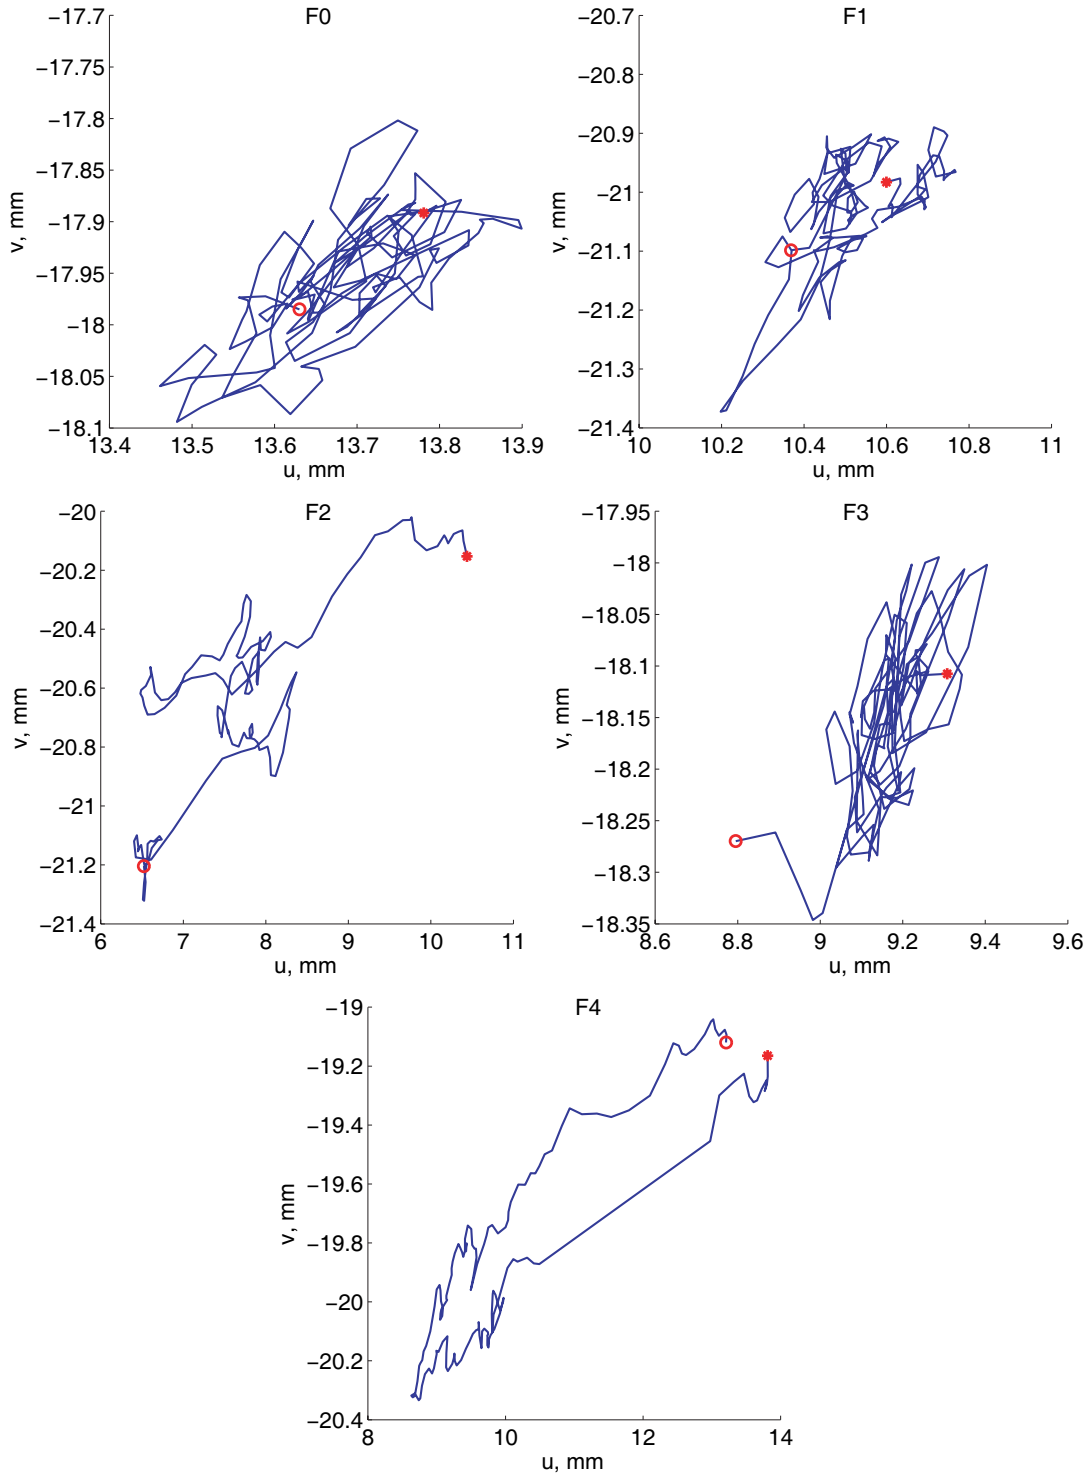 F0
−17.7
−17.75
−17.8
−17.85
−17.9
−17.95
−18
−18.05
−18.1
v, mm
13.4 13.5 13.6 13.7 13.8 13.9
u, mm
F1
−20.7
−20.8
−20.9
−21
−21.1
−21.2
−21.3
−21.4
v, mm
10 10.2 10.4 10.6 10.8 11
u, mm
F2
−20
−20.2
−20.4
−20.6
−20.8
−21
−21.2
−21.4
v, mm
6 7 8 9 10 11
u, mm
F3
−17.95
−18
−18.05
−18.1
−18.15
−18.2
−18.25
−18.3
−18.35
v, mm
8.6 8.8 9 9.2 9.4 9.6
u, mm
F4
−19
−19.2
−19.4
−19.6
−19.8
−20
−20.2
−20.4
v, mm
8 10 12 14
u, mm